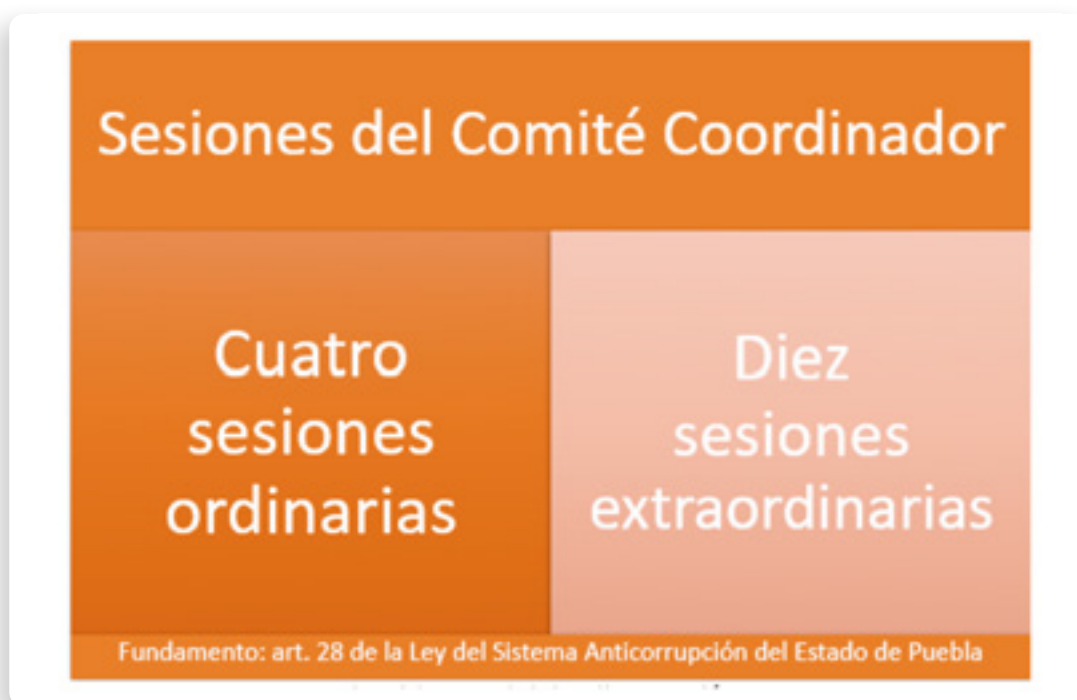 Sesiones del Comité Coordinador
Cuatro
sesiones
ordinarias
Diez
sesiones
extraordinarias
Fundamento: art. 28 de la Ley del Sistema Anticorrupción del Estado de Puebla